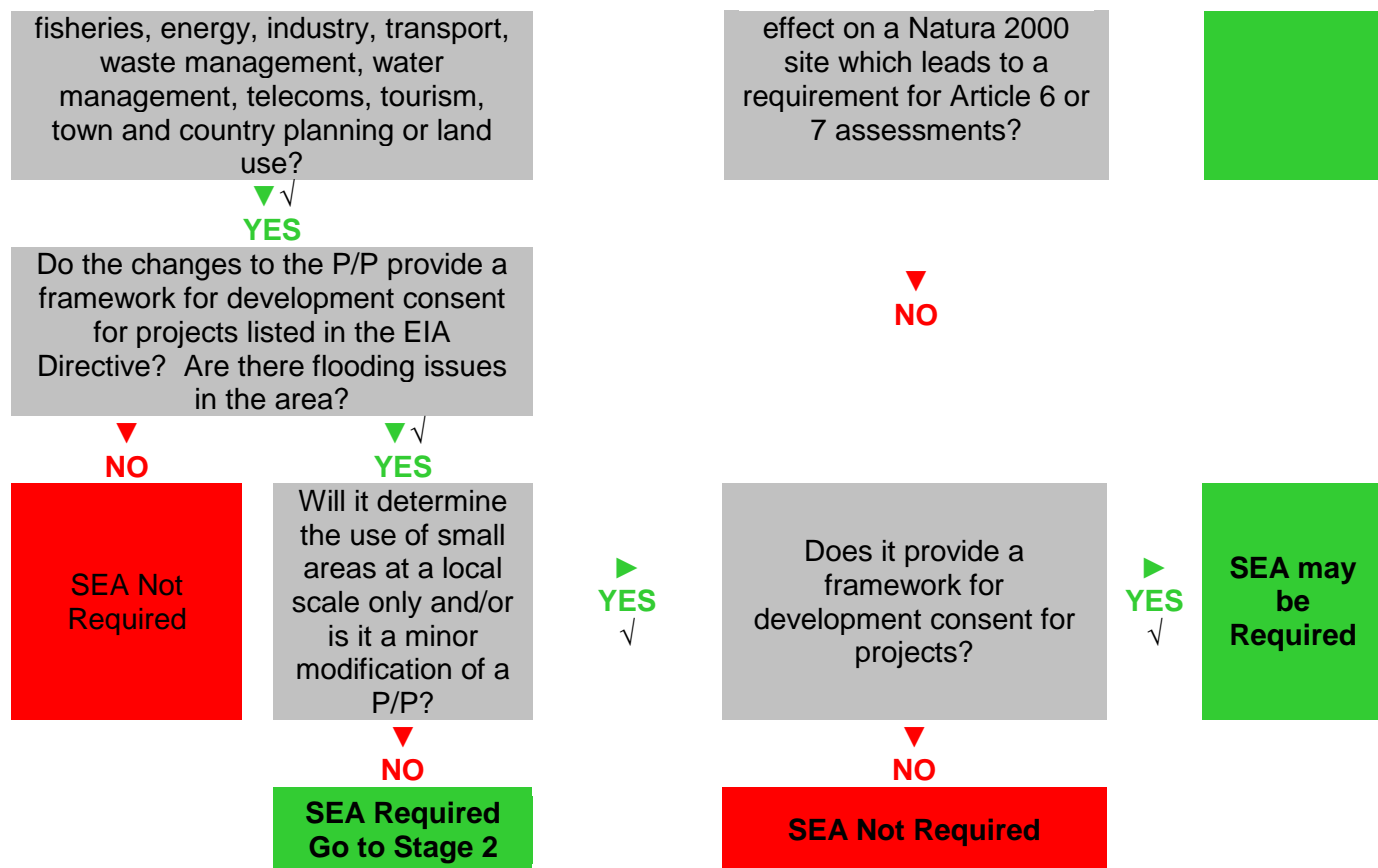 fisheries, energy, industry, transport,
waste management, water
management, telecoms, tourism,
town and country planning or land
use?
effect on a Natura 2000
site which leads to a
requirement for Article 6 or
7 assessments?
▼ √
YES
Do the changes to the P/P provide a
framework for development consent
for projects listed in the EIA
Directive?  Are there flooding issues
in the area?
▼
NO
▼
NO
▼ √
YES
SEA Not
Required
Will it determine
the use of small
areas at a local
scale only and/or
is it a minor
modification of a
P/P?
►
YES
√
Does it provide a
framework for
development consent for
projects?
►
YES
√
SEA may
be
Required
▼
NO
▼
NO
SEA Required
Go to Stage 2
SEA Not Required